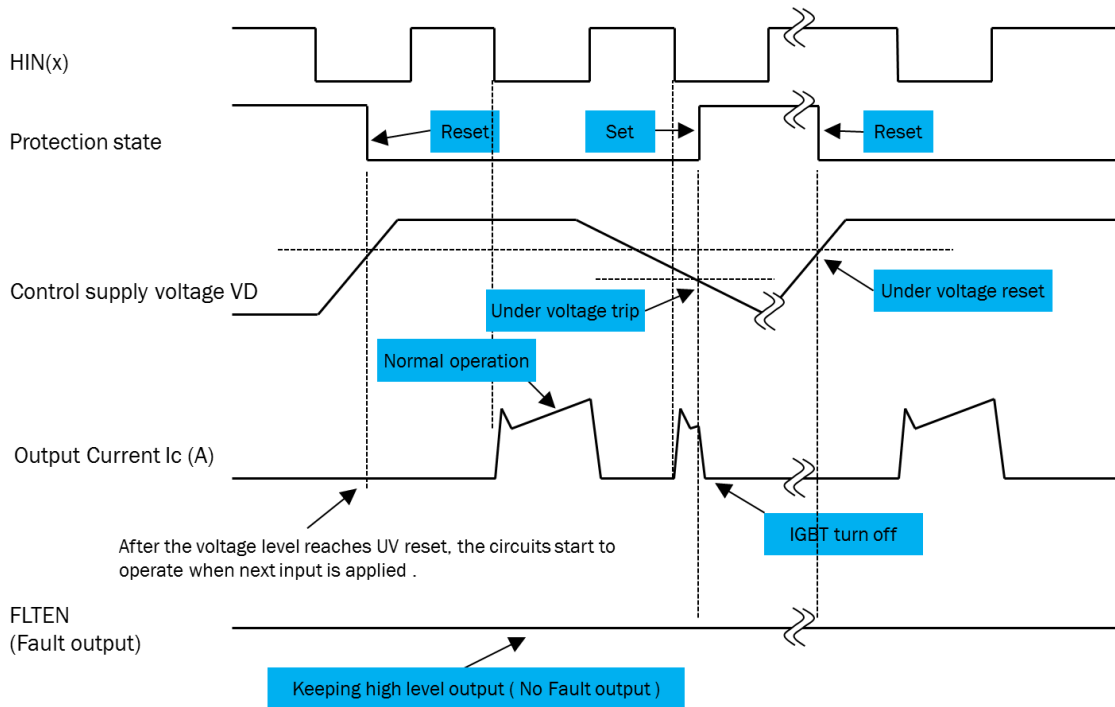 HIN(x)
Protection state
Reset
Set
Reset
Control supply voltage VD
Under voltage trip
Under voltage reset
Normal operation
Output Current Ic (A)
IGBT turn off
After the voltage level reaches UV reset, the circuits start to
operate when next input is applied .
FLTEN
(Fault output)
Keeping high level output ( No Fault output )